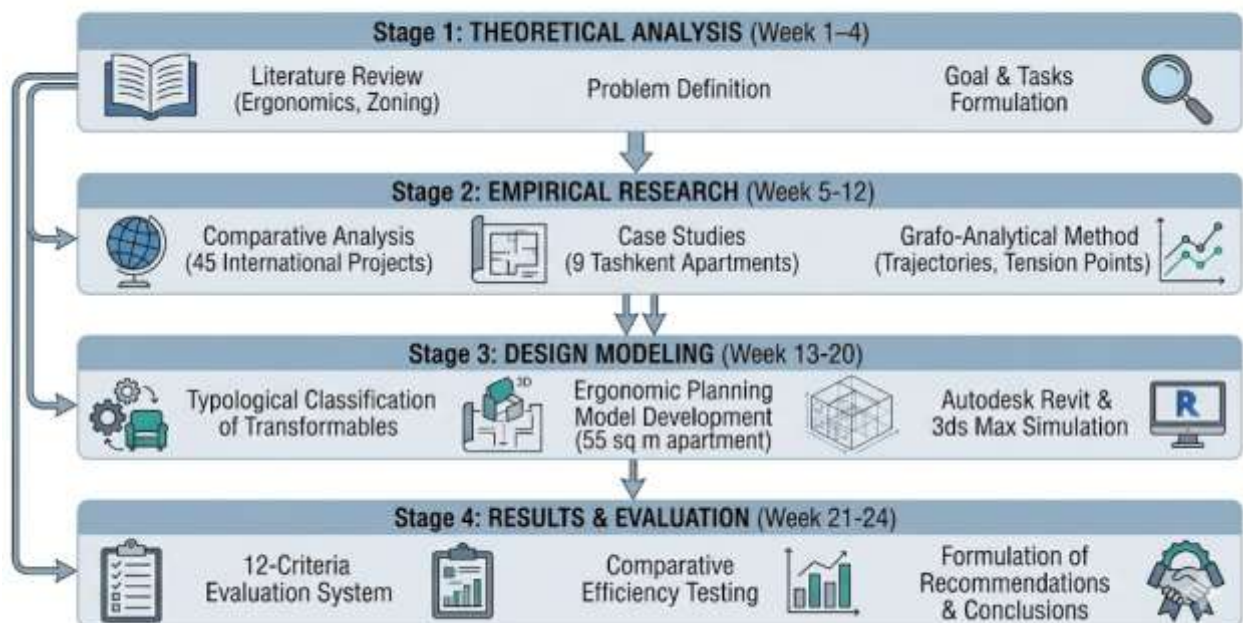 Stage 1: THEORETICAL ANALYSIS (Week 1–4)
Literature Review
(Ergonomics, Zoning)
Problem Definition
Goal & Tasks
Formulation
Stage 2: EMPIRICAL RESEARCH (Week 5-12)
Comparative Analysis
(45 International Projects)
Case Studies
(9 Tashkent Apartments)
Grafo-Analytical Method
(Trajectories, Tension Points)
Stage 3: DESIGN MODELING (Week 13-20)
Typological Classification
of Transformables
3D
Ergonomic Planning
Model Development
(55 sq m apartment)
Autodesk Revit &
3ds Max Simulation
R
Stage 4: RESULTS & EVALUATION (Week 21-24)
12-Criteria
Evaluation System
Comparative
Efficiency Testing
Formulation of
Recommendations
& Conclusions